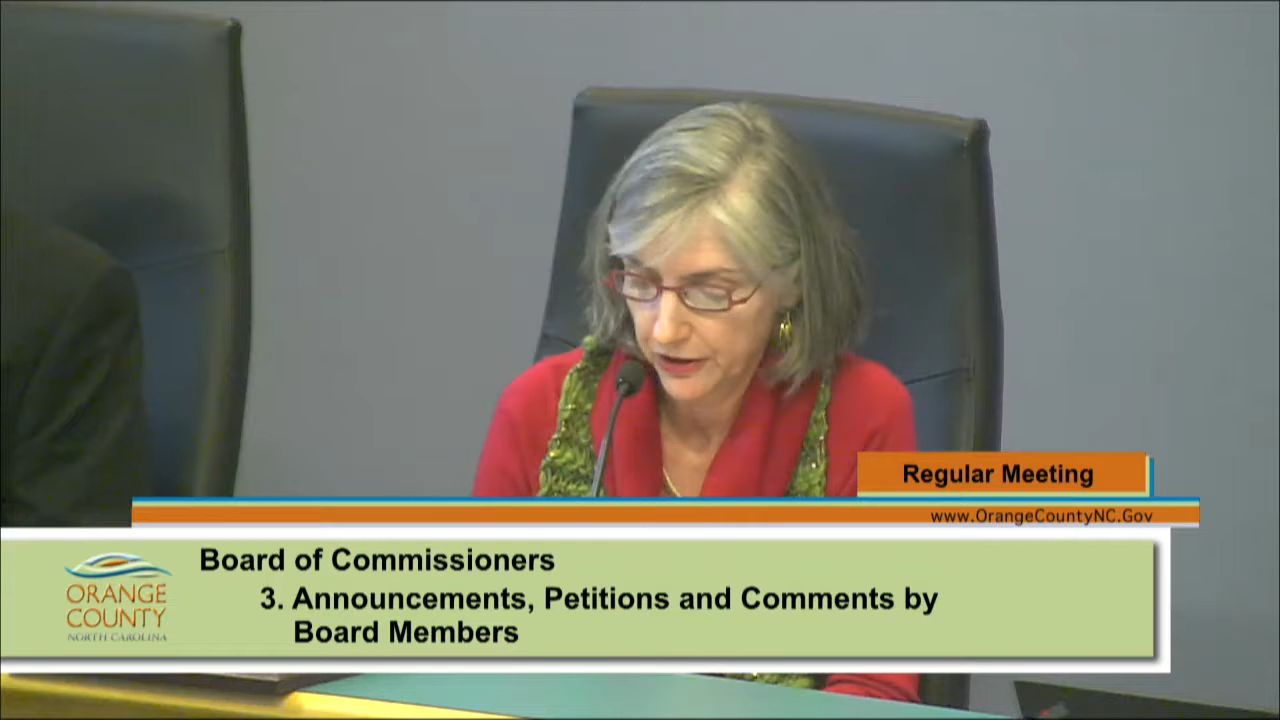 Regular Meeting
www.OrangeCountyNC.Gov
Board of Commissioners
3. Announcements, Petitions and Comments by
Board Members
ORANGE
COUNTY
NORTH CAROLINA